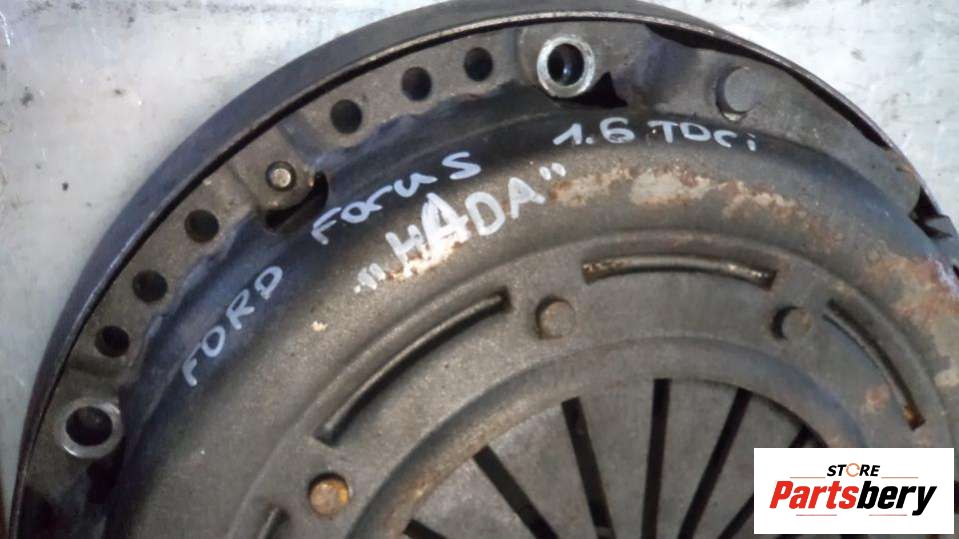 FORD Focus 1.6 TDCi
"HADA"
STORE
Partsbery